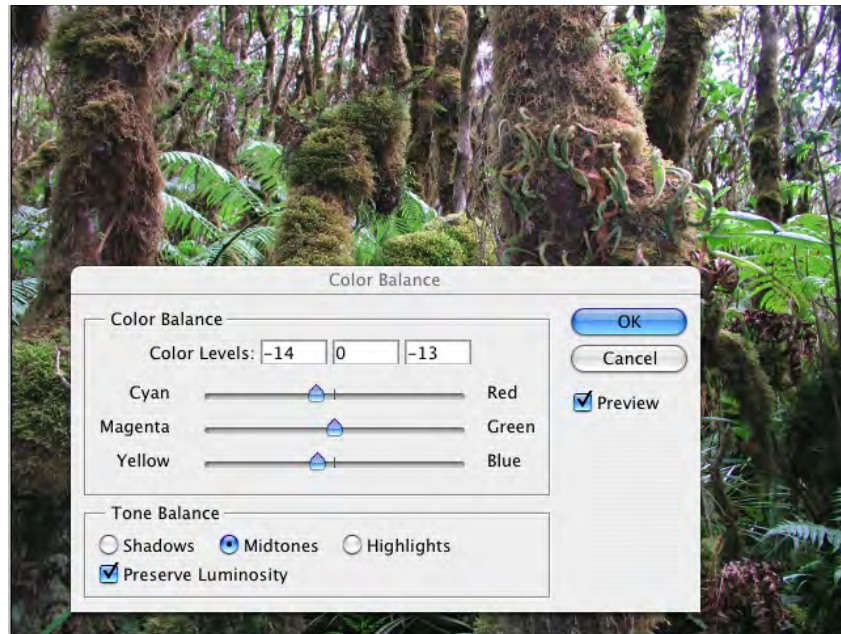 Color Balance
Color Balance
OK
Color Levels: -14 0 -13
Cancel
Cyan Red
Preview
Magenta Green
Yellow Blue
Tone Balance
Shadows Midtones Highlights
Preserve Luminosity